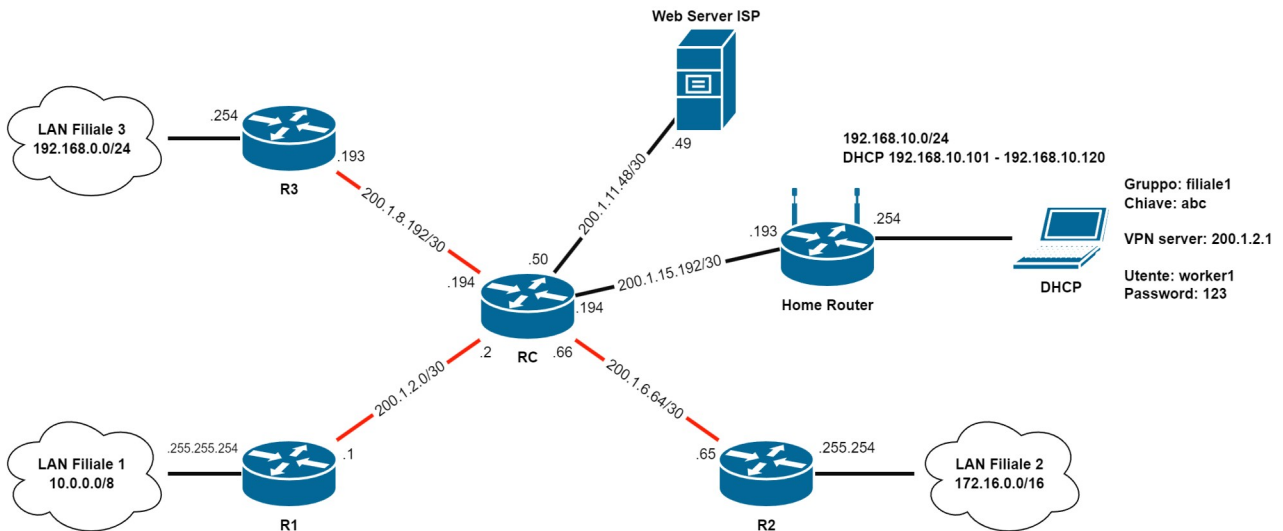 Web Server ISP
.49
LAN Filiale 3
192.168.0.0/24
.254
.193
R3
200.1.8.192/30
200.1.11.48/30
192.168.10.0/24
DHCP 192.168.10.101 - 192.168.10.120
Gruppo: filiale1
Chiave: abc
VPN server: 200.1.2.1
Utente: worker1
Password: 123
.193
.254
Home Router
DHCP
200.1.15.192/30
.194
.50
.194
.2
.66
RC
200.1.2.0/30
200.1.6.64/30
LAN Filiale 1
10.0.0.0/8
.255.255.254
.1
R1
.65
.255.254
R2
LAN Filiale 2
172.16.0.0/16